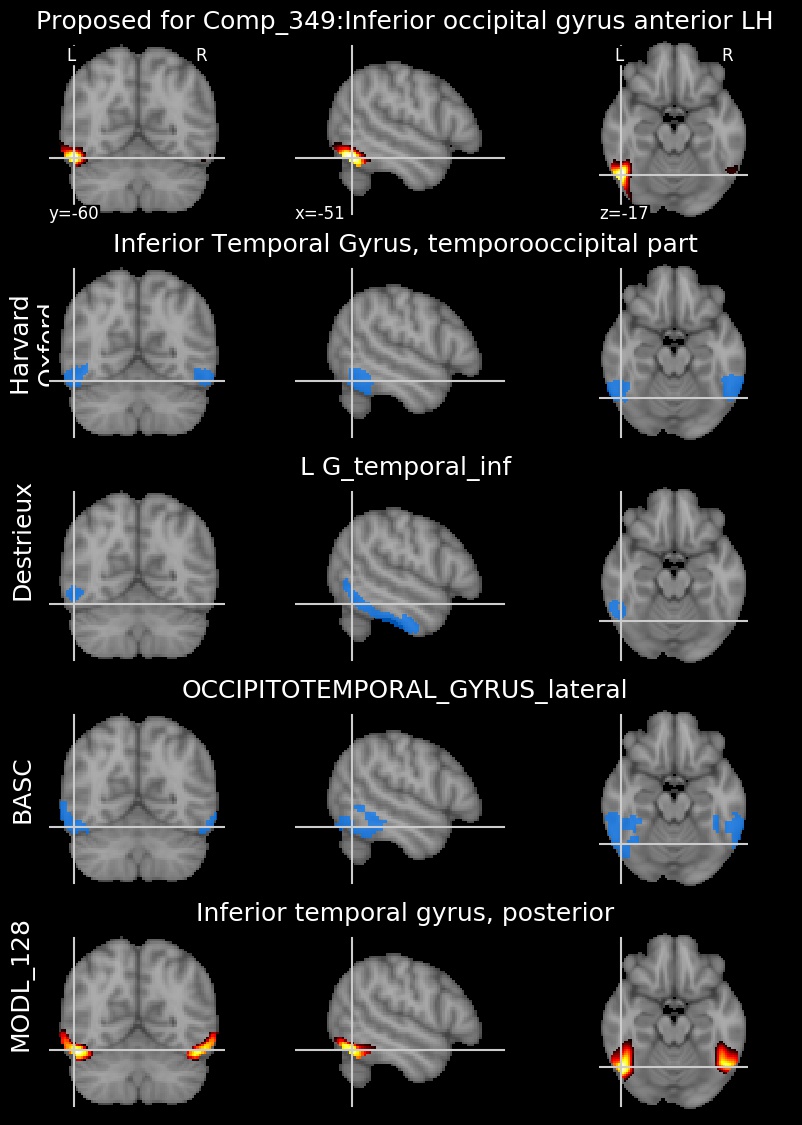 Proposed for Comp_349:Inferior occipital gyrus anterior LH
L R L R
y=-60 x=-51 z=-17
Inferior Temporal Gyrus, temporooccipital part
Harvard
Oxford
L G_temporal_inf
Destrieux
OCCIPITOTEMPORAL_GYRUS_lateral
BASC
Inferior temporal gyrus, posterior
MODL_128